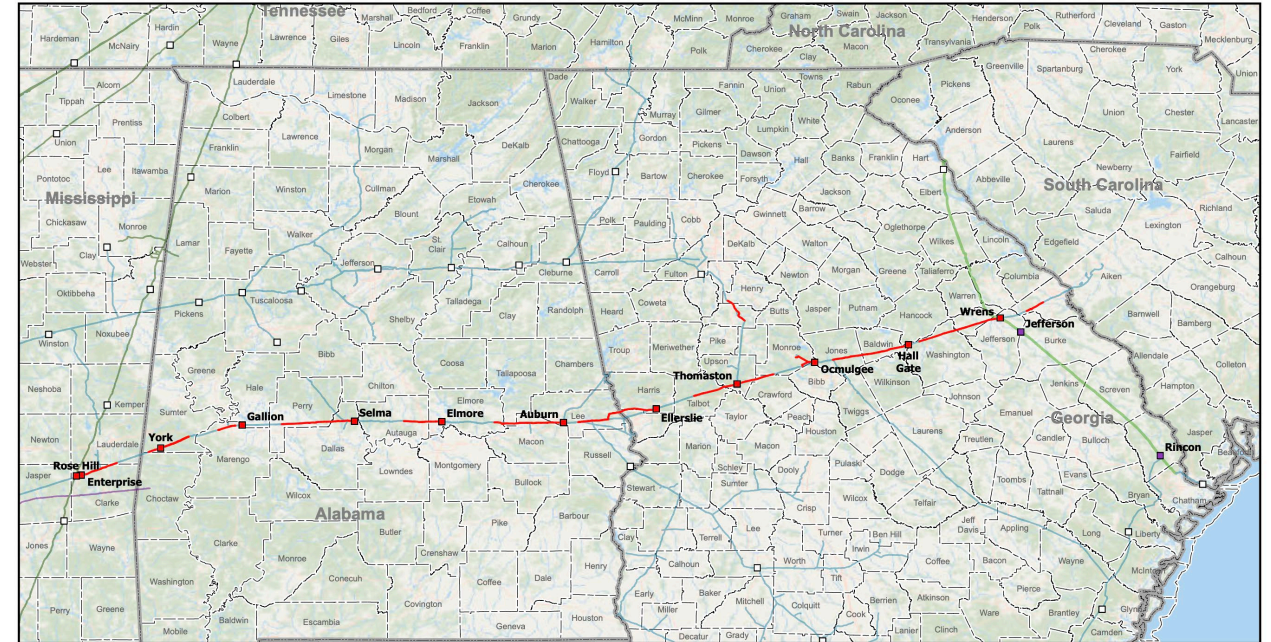 Tennessee
Marshall
Bedford
Coffee
Grundy
McMinn
Monroe
Graham
Swain
Jackson
Henderson
Polk
Rutherford
Cleveland
Gaston
Mecklenburg
Hardeman
McNairy
Hardin
Wayne
Lawrence
Giles
Lincoln
Franklin
Marion
Hamilton
Polk
Cherokee
Clay
North Carolina
Macon
Transylvania
Cherokee
York
Union
Alcorn
Tippah
Prentiss
Union
Lee
Itawamba
Pontotoc
Mississippi
Chickasaw
Monroe
Clay
Webster
Oktibbeha
Noxubee
Winston
Neshoba
Kemper
Newton
Lauderdale
Jasper
Clarke
Jones
Wayne
Perry
Greene
Lauderdale
Colbert
Limestone
Madison
Jackson
Lawrence
Franklin
Morgan
Marshall
DeKalb
Marion
Winston
Cullman
Cherokee
Etowah
Blount
Lamar
Fayette
Walker
St.
Clair
Calhoun
Jefferson
Cleburne
Tuscaloosa
Pickens
Talladega
Shelby
Clay
Randolph
Bibb
Greene
Hale
Perry
Chilton
Coosa
Tallapoosa
Chambers
Elmore
Sumter
Lee
Autauga
Macon
Dallas
Marengo
Lowndes
Montgomery
Russell
Bullock
Choctaw
Wilcox
Alabama
Butler
Pike
Barbour
Clarke
Monroe
Crenshaw
Henry
Conecuh
Coffee
Dale
Washington
Covington
Baldwin
Escambia
Geneva
Houston
Mobile
Dade
Walker
Chattooga
Murray
Gordon
Floyd
Bartow
Fannin
Gilmer
Pickens
Cherokee
Union
Towns
Rabun
Lumpkin
White
Dawson
Forsyth
Hall
Banks
Franklin
Hart
Jackson
Elbert
Polk
Paulding
Cobb
Gwinnett
Barrow
Oglethorpe
Wilkes
Lincoln
DeKalb
Walton
Carroll
Fulton
Newton
Morgan
Greene
Taliaferro
Columbia
Henry
Warren
Heard
Coweta
Butts
Jasper
Putnam
Hancock
Troup
Meriwether
Pike
Monroe
Jones
Baldwin
Washington
Jefferson
Burke
Upson
Bibb
Wilkinson
Harris
Talbot
Crawford
Taylor
Peach
Twiggs
Johnson
Jenkins
Screven
Houston
Emanuel
Georgia
Marion
Macon
Laurens
Treutlen
Candler
Bulloch
Schley
Dooly
Pulaski
Dodge
Sumter
Evans
Toombs
Tattnall
Bryan
Chatham
Stewart
Wilcox
Telfair
Crisp
Jeff
Davis
Appling
Long
Liberty
Lee
Turner
Ben Hill
Irwin
Clay
Terrell
Calhoun
Worth
Tift
Coffee
Bacon
Wayne
McInto
Pierce
Early
Baker
Mitchell
Colquitt
Berrien
Atkinson
Miller
Cook
Ware
Brantley
Glynn
Decatur
Grady
Lanier
Clinch
Camden
Oconee
Pickens
Greenville
Spartanburg
Union
Chester
Lancaster
Anderson
Laurens
Fairfield
Newberry
Abbeville
South Carolina
Saluda
Richland
Lexington
Edgefield
Calhoun
Aiken
Orangeburg
Barnwell
Bamberg
Allendale
Colleton
Hampton
Jasper
Rose Hill
Enterprise
York
Gallion
Selma
Elmore
Auburn
Ellerslie
Thomaston
Ocmulgee
Hall
Gate
Wrens
Jefferson
Rincon